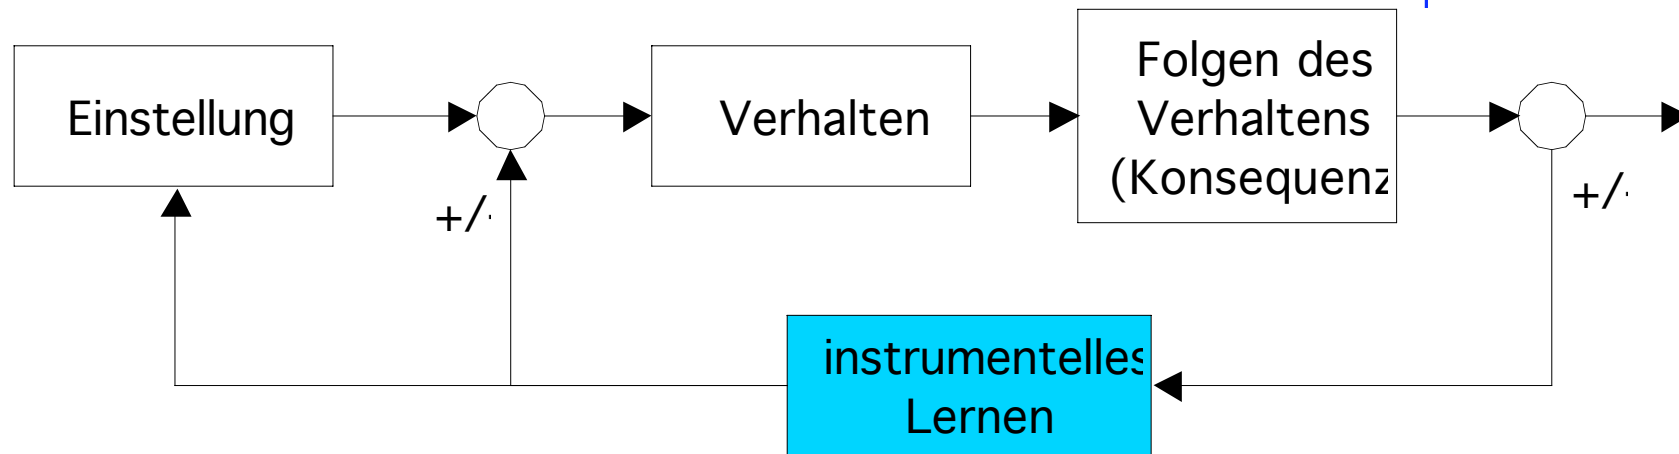 Einstellung
Verhalten
Folgen des
Verhaltens
(Konsequenz
+/-
+/-
instrumentelles
Lernen